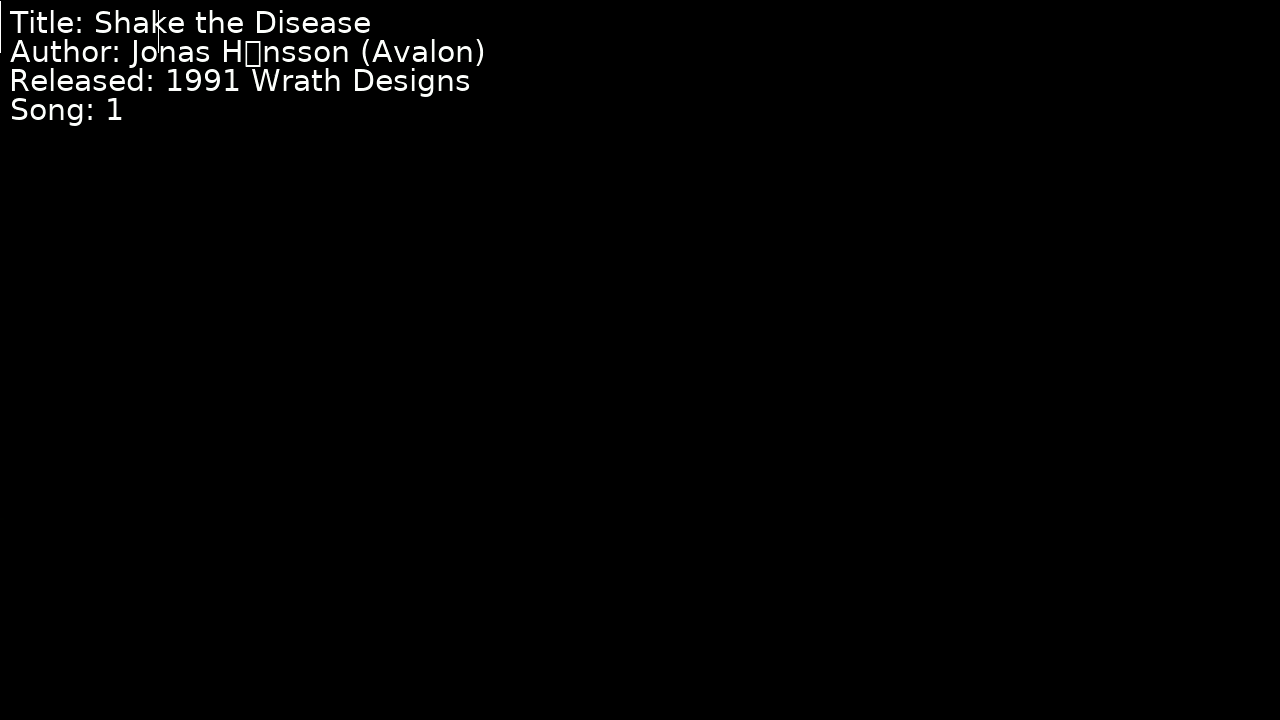 Title: Shake the Disease
Author: Jonas H▯nsson (Avalon)
Released: 1991 Wrath Designs
Song: 1